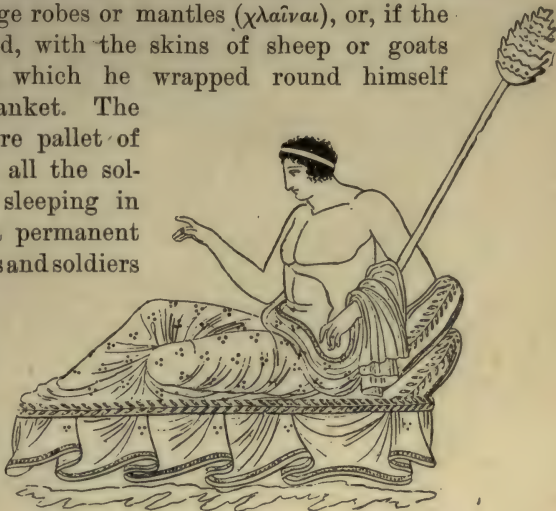 ge robes or mantles (χλαῖναι), or, if the
d, with the skins of sheep or goats
which he wrapped round himself
anket. The
re pallet of
all the sol-
sleeping in
permanent
s and soldiers